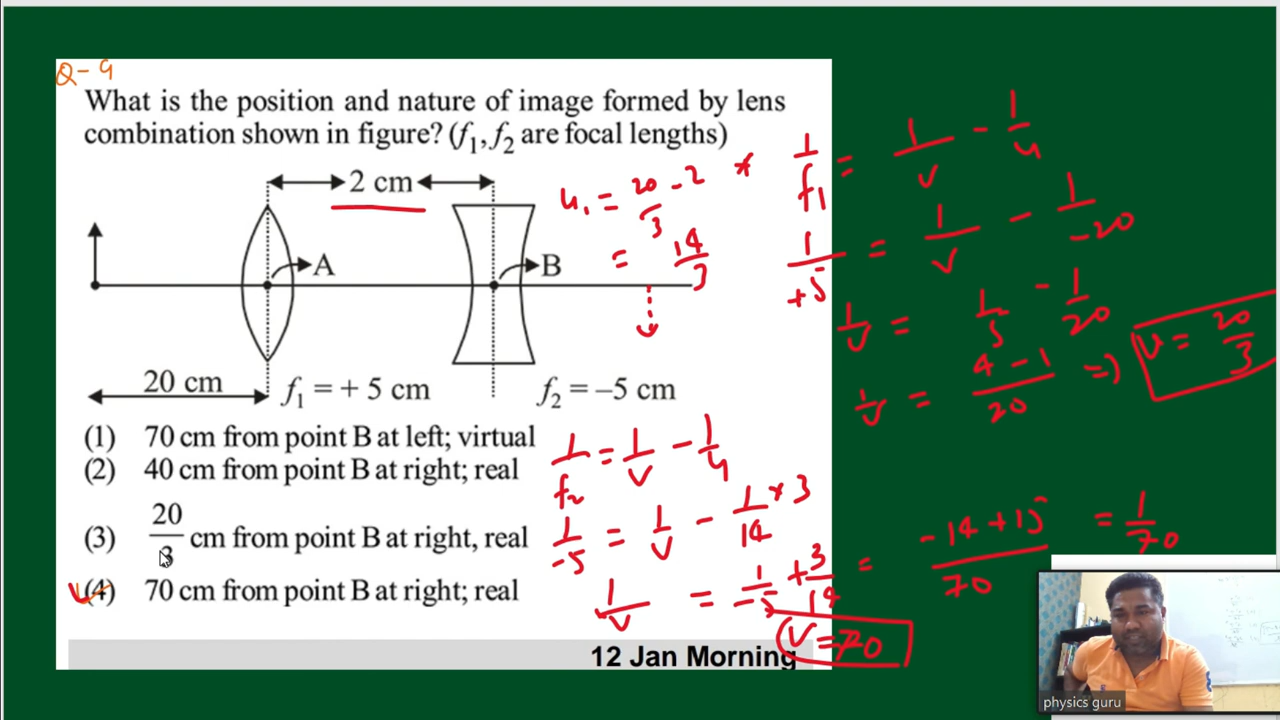 Q-9
What is the position and nature of image formed by lens
combination shown in figure? (f₁, f₂ are focal lengths)
2 cm
A
B
20 cm
f₁ = + 5 cm
f₂ = –5 cm
(1) 70 cm from point B at left; virtual
(2) 40 cm from point B at right; real
(3) 20/3 cm from point B at right, real
(4) 70 cm from point B at right; real
12 Jan Morning
u₁ = 20/3 - 2
= 14/3
* 1/f₁ = 1/v - 1/u
1/+5 = 1/v - 1/-20
1/v = 1/5 - 1/20
1/v = 4-1/20 => v = 20/3
1/f₂ = 1/v - 1/u
1/-5 = 1/v - 1/14 × 3
1/v = 1/-5 + 3/14 = -14+15/70 = 1/70
v = 70
physics guru